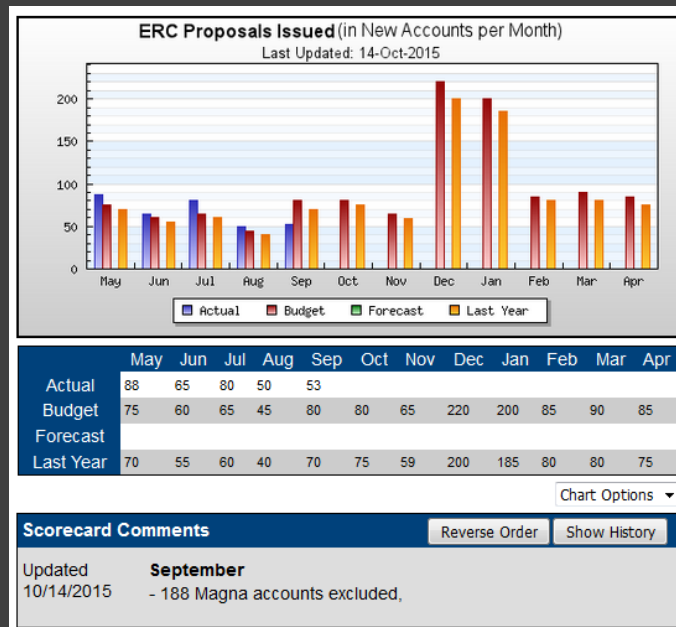 ERC Proposals Issued (in New Accounts per Month)
Last Updated: 14-Oct-2015
200
150
100
50
0
May Jun Jul Aug Sep Oct Nov Dec Jan Feb Mar Apr
Actual Budget Forecast Last Year
May Jun Jul Aug Sep Oct Nov Dec Jan Feb Mar Apr
Actual 88 65 80 50 53
Budget 75 60 65 45 80 80 65 220 200 85 90 85
Forecast
Last Year 70 55 60 40 70 75 59 200 185 80 80 75
Chart Options
Scorecard Comments Reverse Order Show History
Updated September
10/14/2015 - 188 Magna accounts excluded,